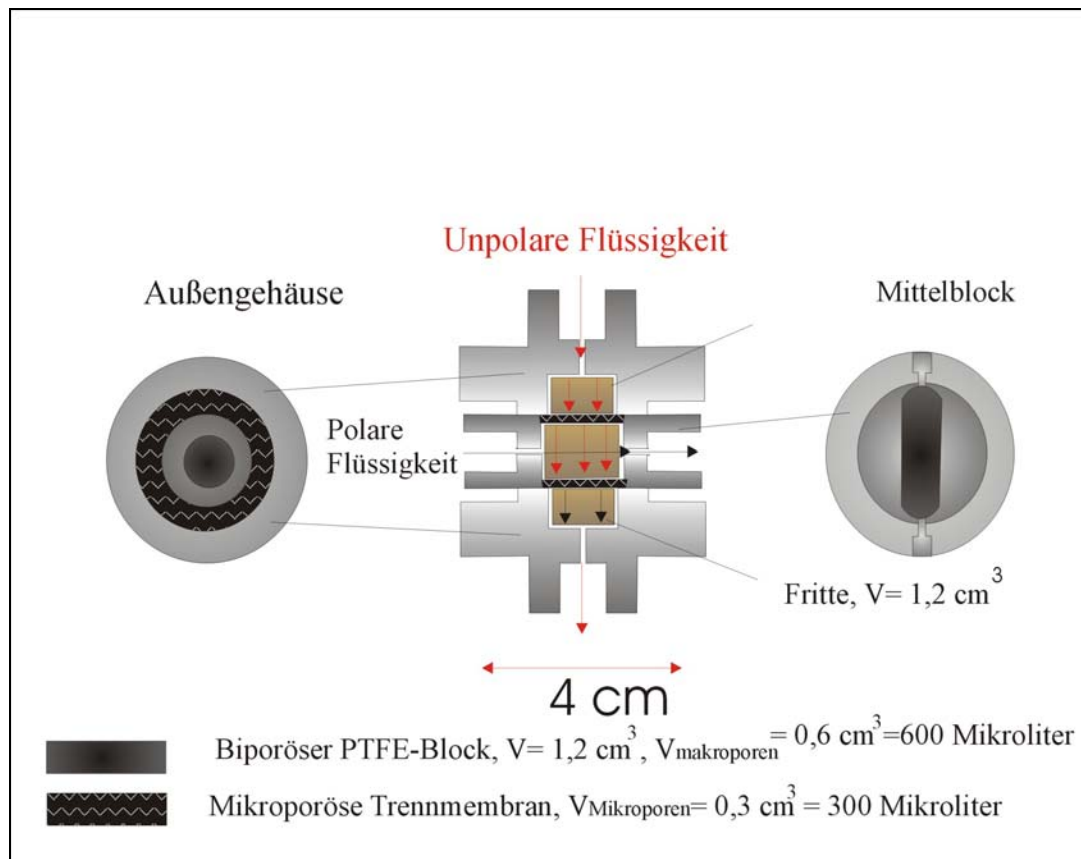 Unpolare Flüssigkeit
Außengehäuse
Mittelblock
Polare
Flüssigkeit
Fritte, V= 1,2 cm³
4 cm
Biporöser PTFE-Block, V= 1,2 cm³, Vmakroporen = 0,6 cm³=600 Mikroliter
Mikroporöse Trennmembran, VMikroporen= 0,3 cm³ = 300 Mikroliter